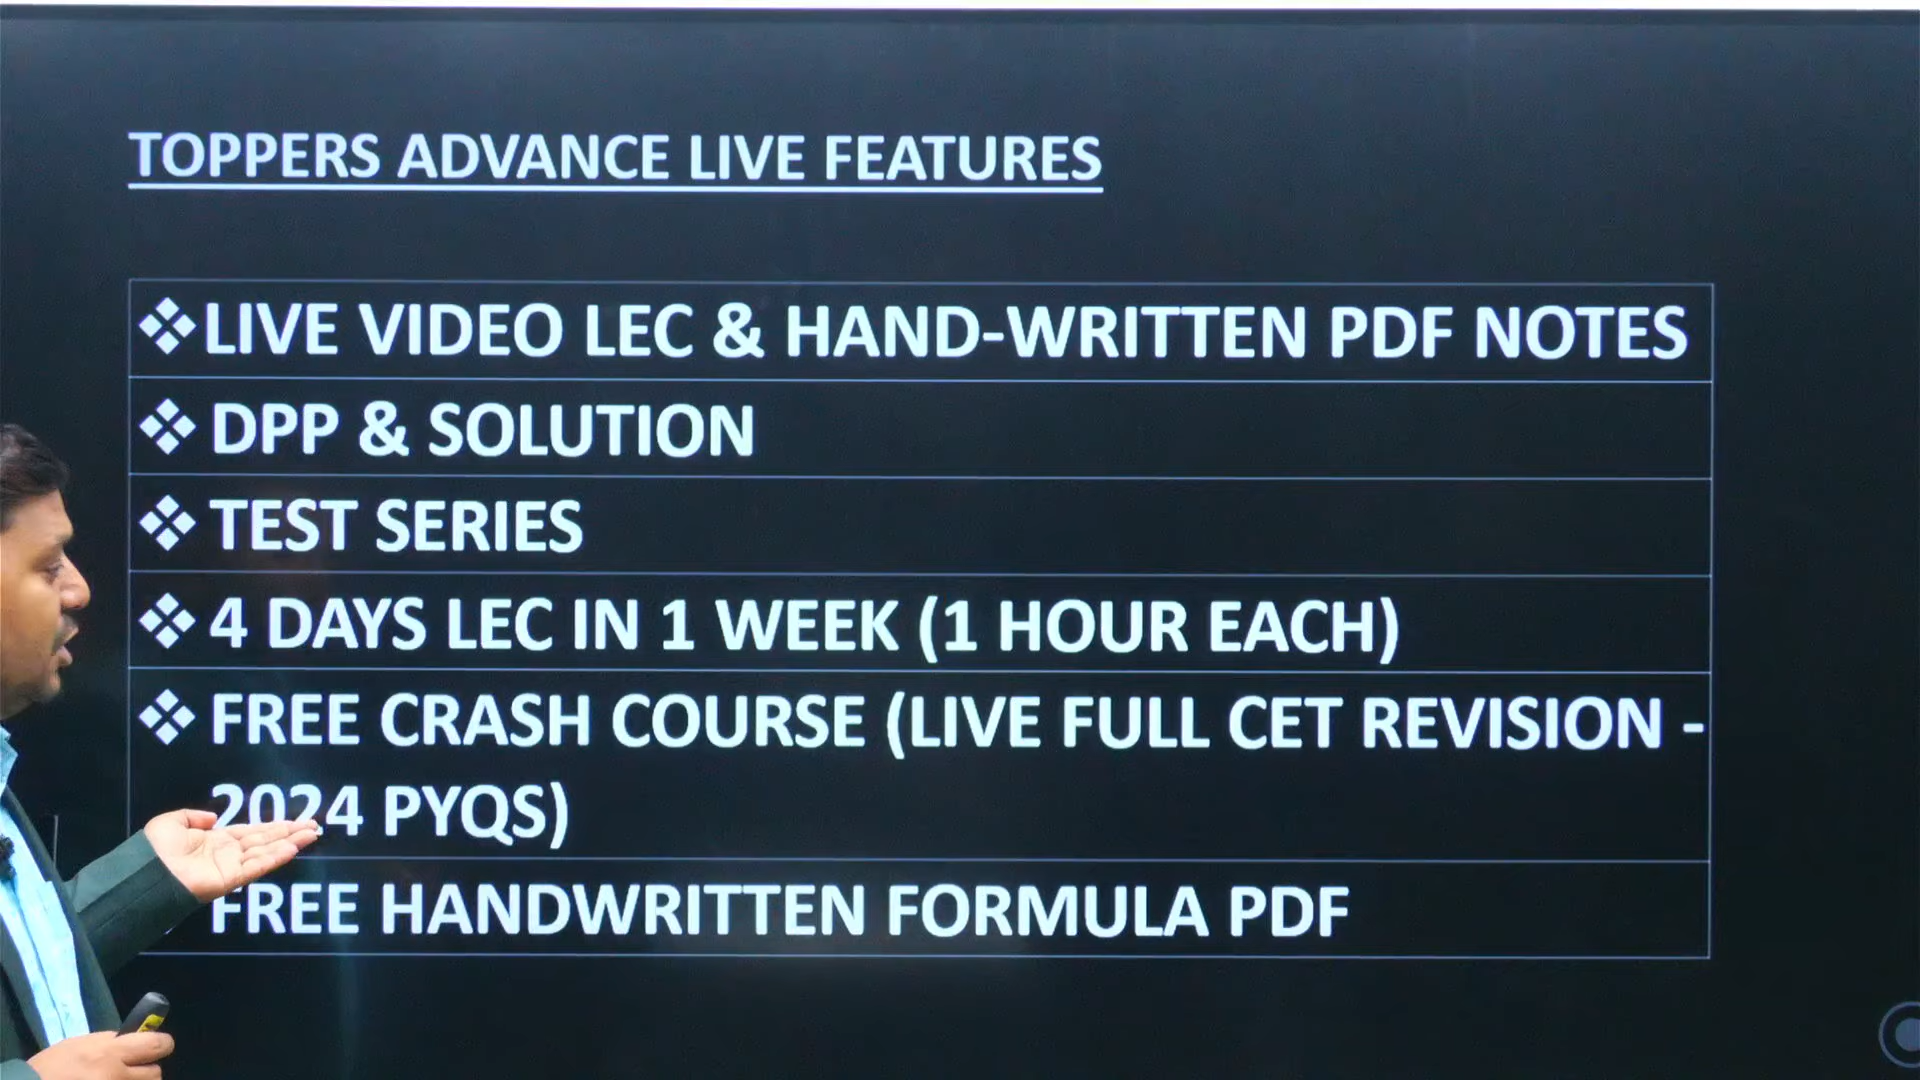 TOPPERS ADVANCE LIVE FEATURES
❖LIVE VIDEO LEC & HAND-WRITTEN PDF NOTES
❖ DPP & SOLUTION
❖ TEST SERIES
❖ 4 DAYS LEC IN 1 WEEK (1 HOUR EACH)
❖ FREE CRASH COURSE (LIVE FULL CET REVISION -
2024 PYQS)
FREE HANDWRITTEN FORMULA PDF